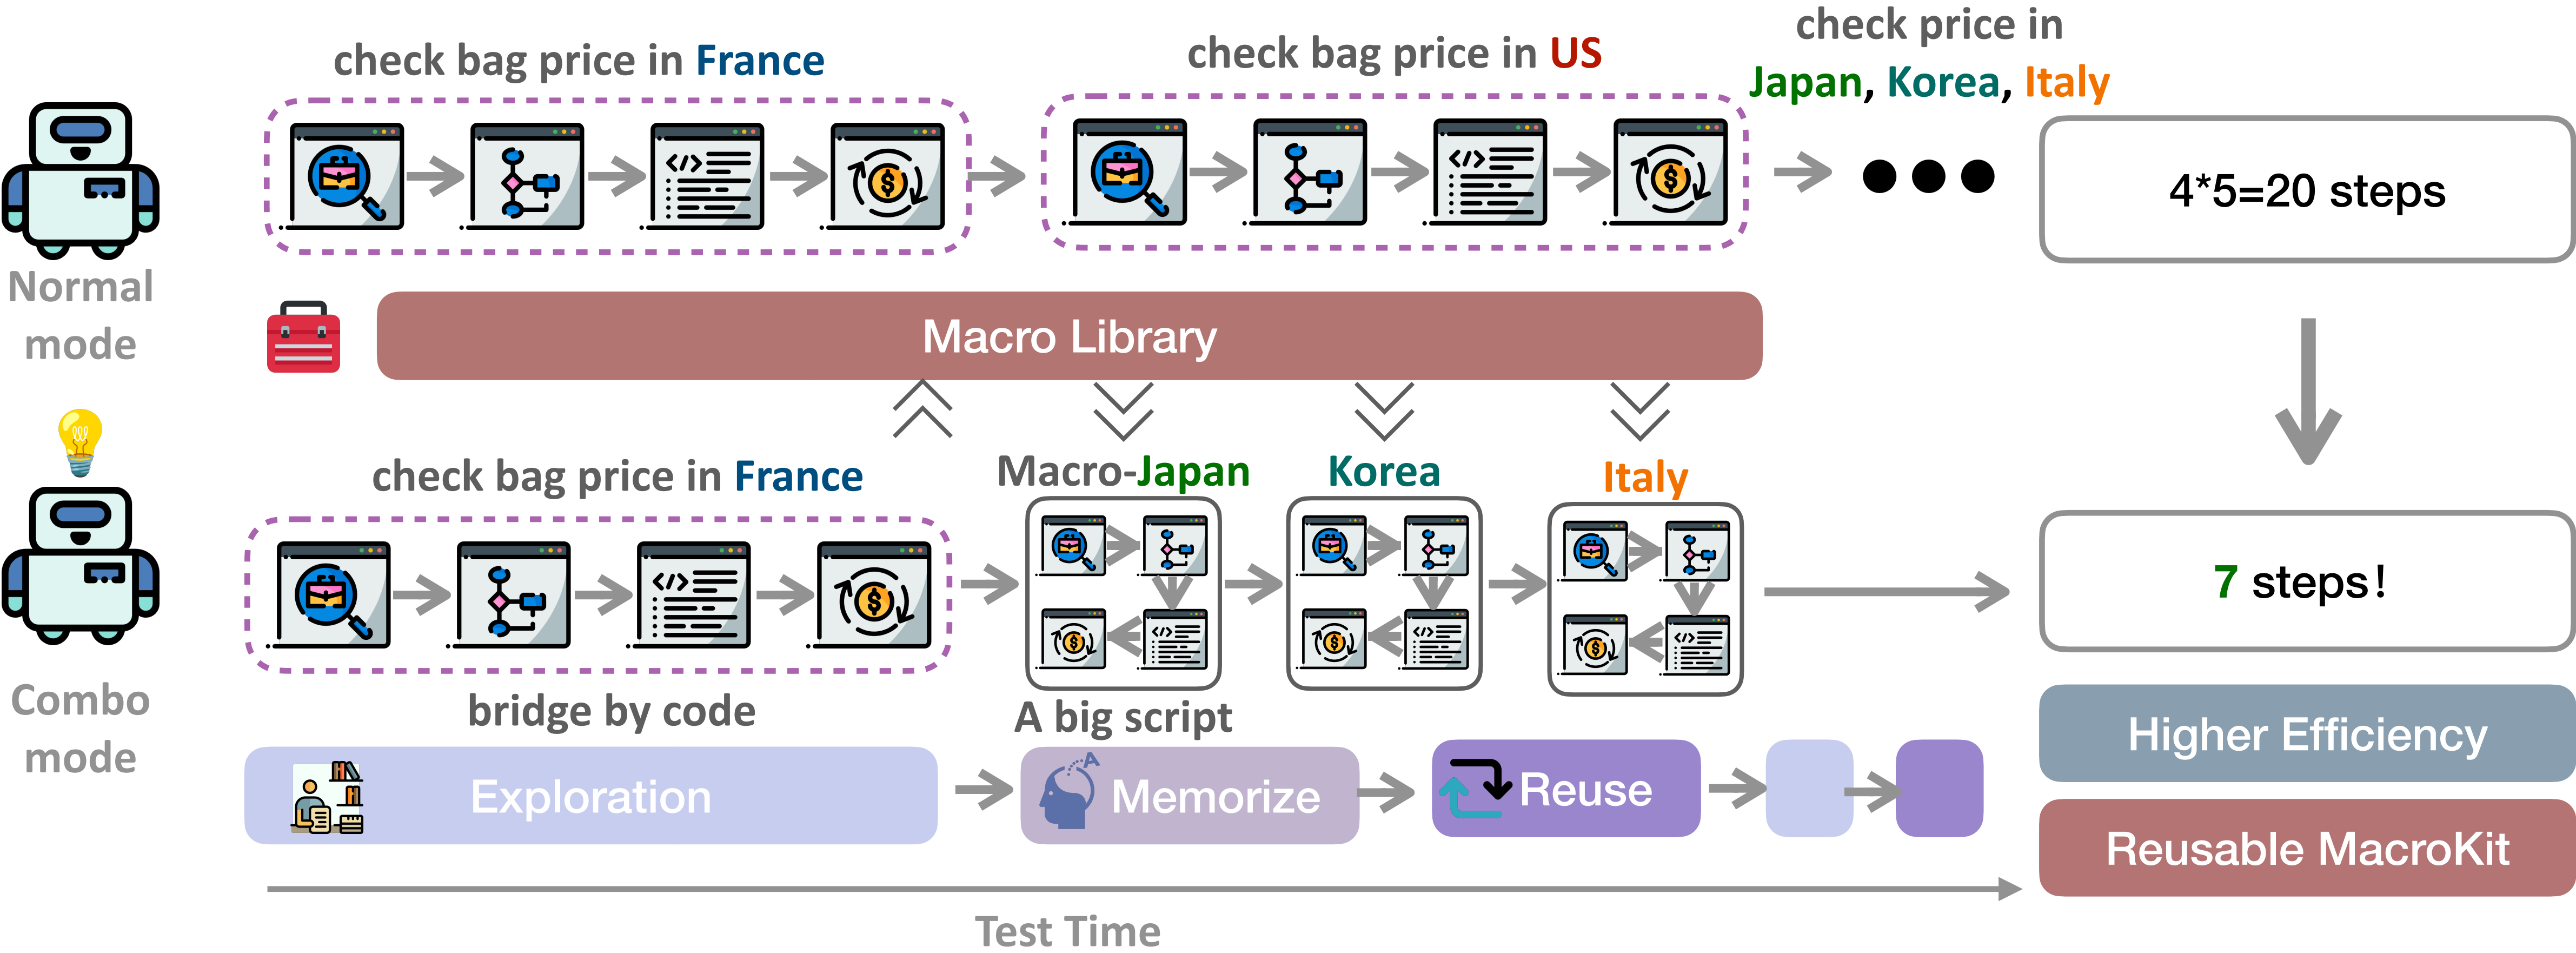 check bag price in France
check bag price in US
check price in
Japan, Korea, Italy
4*5=20 steps
Normal
mode
Macro Library
check bag price in France
Macro-Japan
Korea
Italy
7 steps!
Combo
mode
bridge by code
A big script
Exploration
Memorize
Reuse
Higher Efficiency
Reusable MacroKit
Test Time